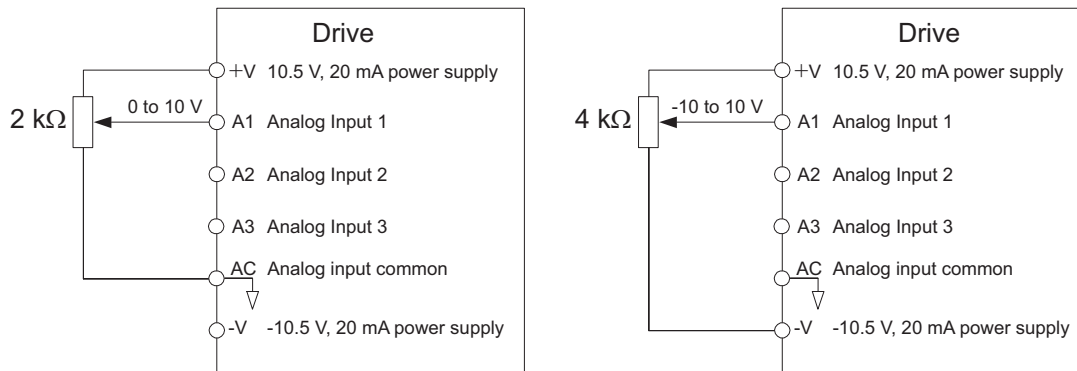 Drive
+V 10.5 V, 20 mA power supply
2 kΩ
0 to 10 V
A1 Analog Input 1
A2 Analog Input 2
A3 Analog Input 3
AC Analog input common
-V -10.5 V, 20 mA power supply
Drive
+V 10.5 V, 20 mA power supply
4 kΩ
-10 to 10 V
A1 Analog Input 1
A2 Analog Input 2
A3 Analog Input 3
AC Analog input common
-V -10.5 V, 20 mA power supply